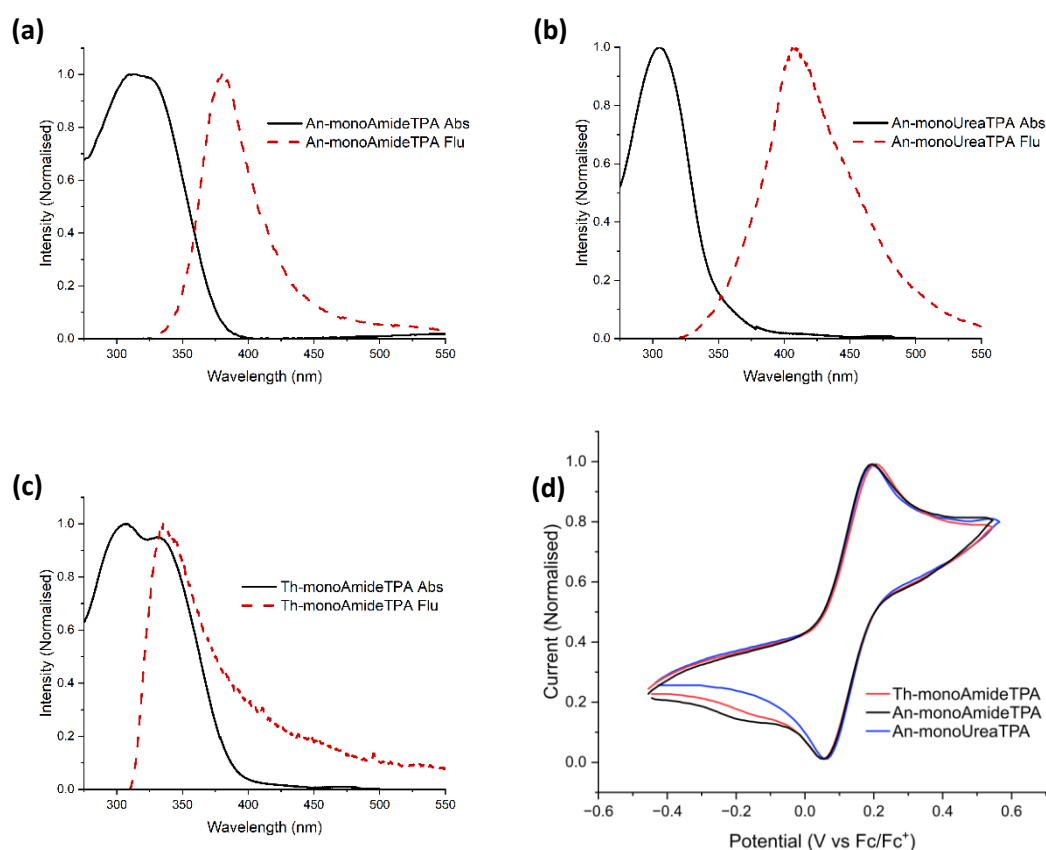 (a)
1.0
0.8
0.6
0.4
0.2
0.0
Intensity (Normalised)
An-monoAmideTPA Abs
An-monoAmideTPA Flu
300 350 400 450 500 550
Wavelength (nm)
(b)
1.0
0.8
0.6
0.4
0.2
0.0
Intensity (Normalised)
An-monoUreaTPA Abs
An-monoUreaTPA Flu
300 350 400 450 500 550
Wavelength (nm)
(c)
1.0
0.8
0.6
0.4
0.2
0.0
Intensity (Normalised)
Th-monoAmideTPA Abs
Th-monoAmideTPA Flu
300 350 400 450 500 550
Wavelength (nm)
(d)
1.0
0.8
0.6
0.4
0.2
0.0
Current (Normalised)
Th-monoAmideTPA
An-monoAmideTPA
An-monoUreaTPA
−0.6 −0.4 −0.2 0.0 0.2 0.4 0.6
Potential (V vs Fc/Fc⁺)